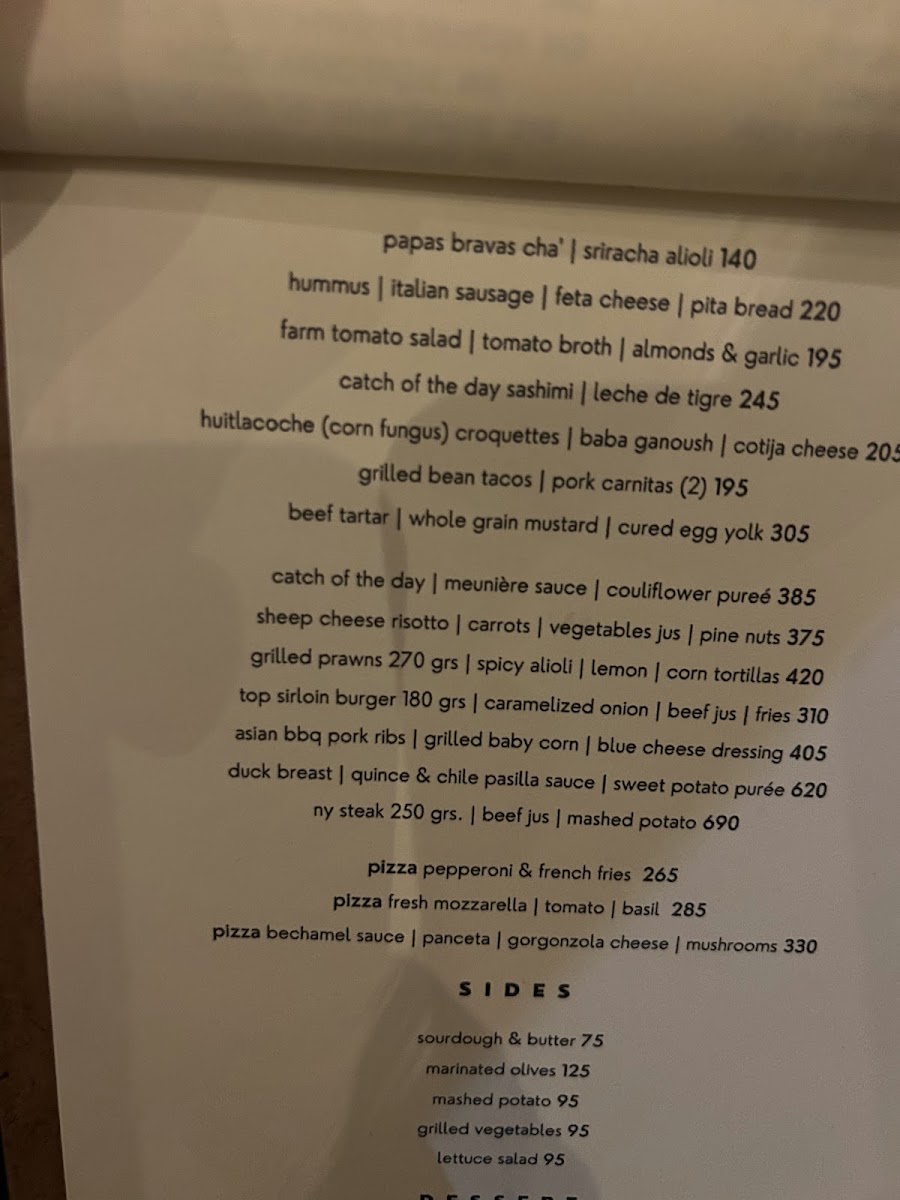 papas bravas cha' | sriracha alioli 140
hummus | italian sausage | feta cheese | pita bread 220
farm tomato salad | tomato broth | almonds & garlic 195
catch of the day sashimi | leche de tigre 245
huitlacoche (corn fungus) croquettes | baba ganoush | cotija cheese 205
grilled bean tacos | pork carnitas (2) 195
beef tartar | whole grain mustard | cured egg yolk 305
catch of the day | meunière sauce | couliflower pureé 385
sheep cheese risotto | carrots | vegetables jus | pine nuts 375
grilled prawns 270 grs | spicy alioli | lemon | corn tortillas 420
top sirloin burger 180 grs | caramelized onion | beef jus | fries 310
asian bbq pork ribs | grilled baby corn | blue cheese dressing 405
duck breast | quince & chile pasilla sauce | sweet potato purée 620
ny steak 250 grs. | beef jus | mashed potato 690
pizza pepperoni & french fries 265
pizza fresh mozzarella | tomato | basil 285
pizza bechamel sauce | panceta | gorgonzola cheese | mushrooms 330
SIDES
sourdough & butter 75
marinated olives 125
mashed potato 95
grilled vegetables 95
lettuce salad 95